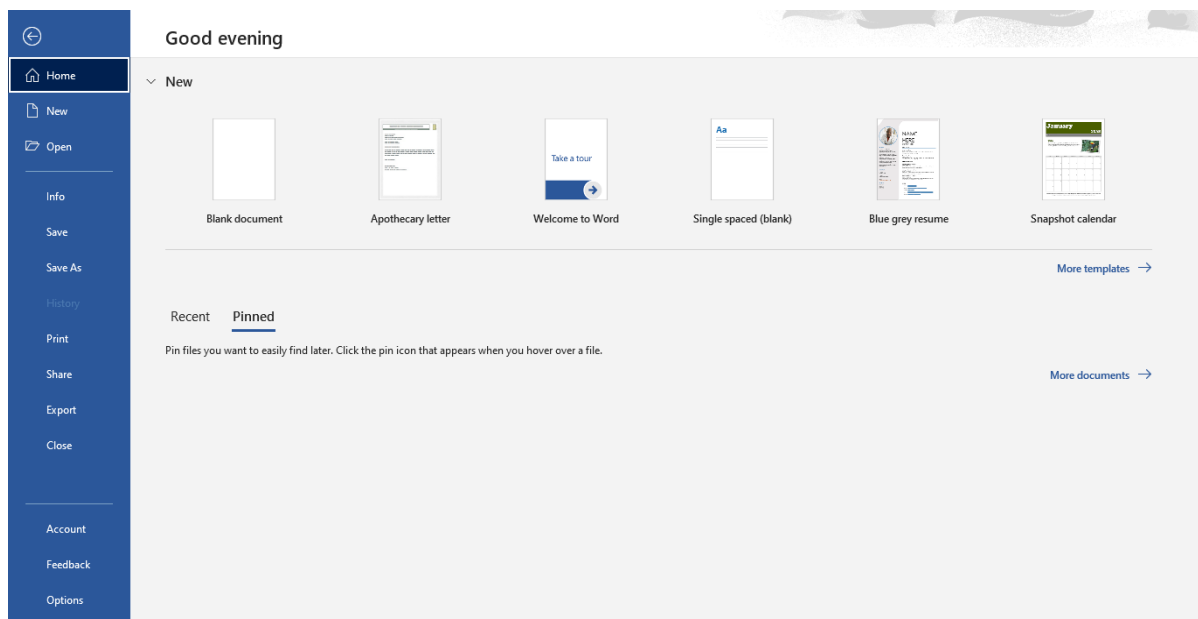 Good evening
Home
New
Open
Info
Save
Save As
History
Print
Share
Export
Close
Account
Feedback
Options
New
Aa
Take a tour
NAME
HERE
January
Blank document
Apothecary letter
Welcome to Word
Single spaced (blank)
Blue grey resume
Snapshot calendar
More templates
Recent Pinned
Pin files you want to easily find later. Click the pin icon that appears when you hover over a file.
More documents